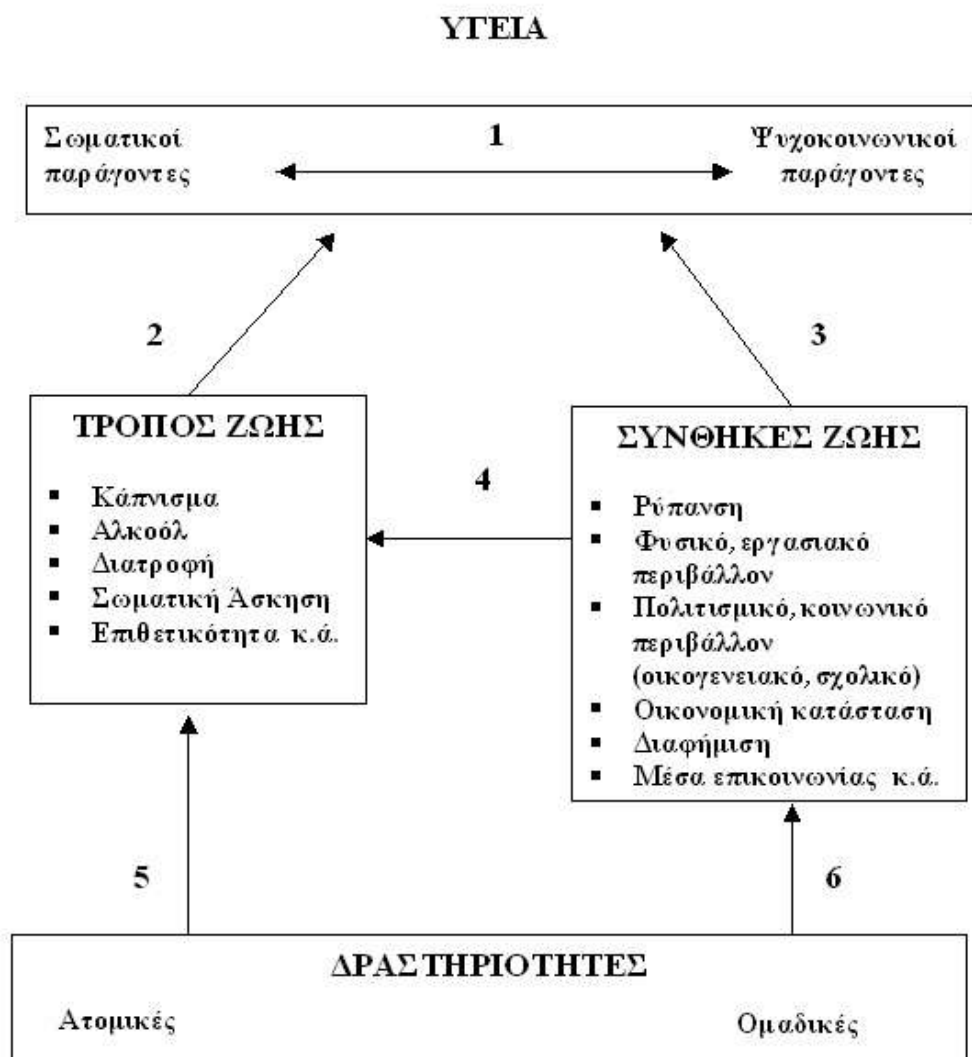 ΥΓΕΙΑ
Σωματικοί
παράγοντες
1
Ψυχοκοινωνικοί
παράγοντες
2
3
ΤΡΟΠΟΣ ΖΩΗΣ
▪ Κάπνισμα
▪ Αλκοόλ
▪ Διατροφή
▪ Σωματική Άσκηση
▪ Επιθετικότητα κ.ά.
4
ΣΥΝΘΗΚΕΣ ΖΩΗΣ
▪ Ρύπανση
▪ Φυσικό, εργασιακό
περιβάλλον
▪ Πολιτισμικό, κοινωνικό
περιβάλλον
(οικογενειακό, σχολικό)
▪ Οικονομική κατάσταση
▪ Διαφήμιση
▪ Μέσα επικοινωνίας κ.ά.
5
6
ΔΡΑΣΤΗΡΙΟΤΗΤΕΣ
Ατομικές
Ομαδικές